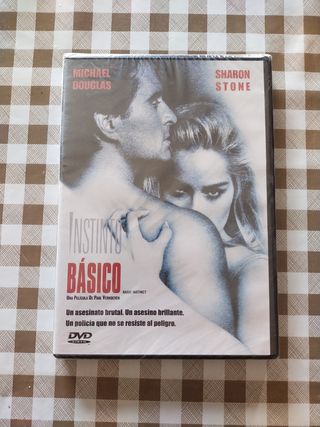 MICHAEL DOUGLAS
SHARON STONE
INSTINTO
BÁSICO
BASIC INSTINCT
UNA PELÍCULA DE PAUL VERHOEVEN
Un asesinato brutal. Un asesino brillante.
Un policía que no se resiste al peligro.
DVD
VIDEO